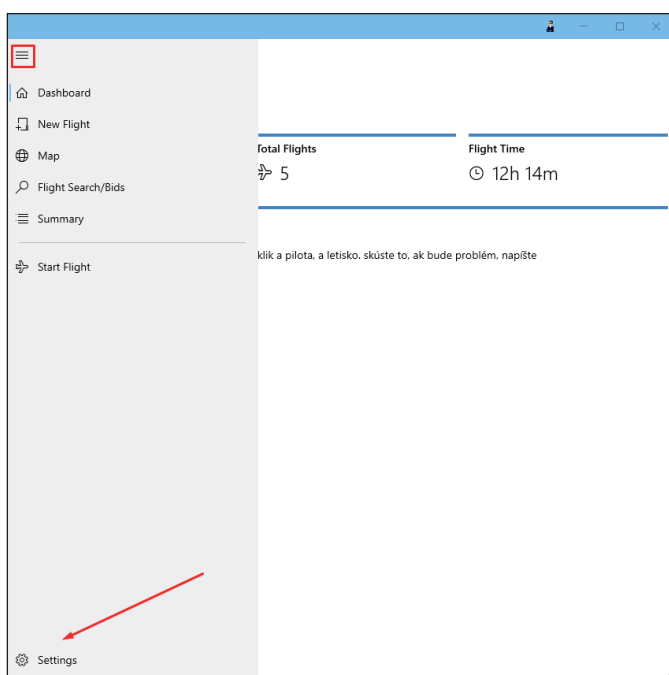 Dashboard
New Flight
Map
Flight Search/Bids
Summary
Start Flight
Settings
Total Flights
5
Flight Time
12h 14m
klik a pilota, a letisko. skúste to, ak bude problém, napíšte